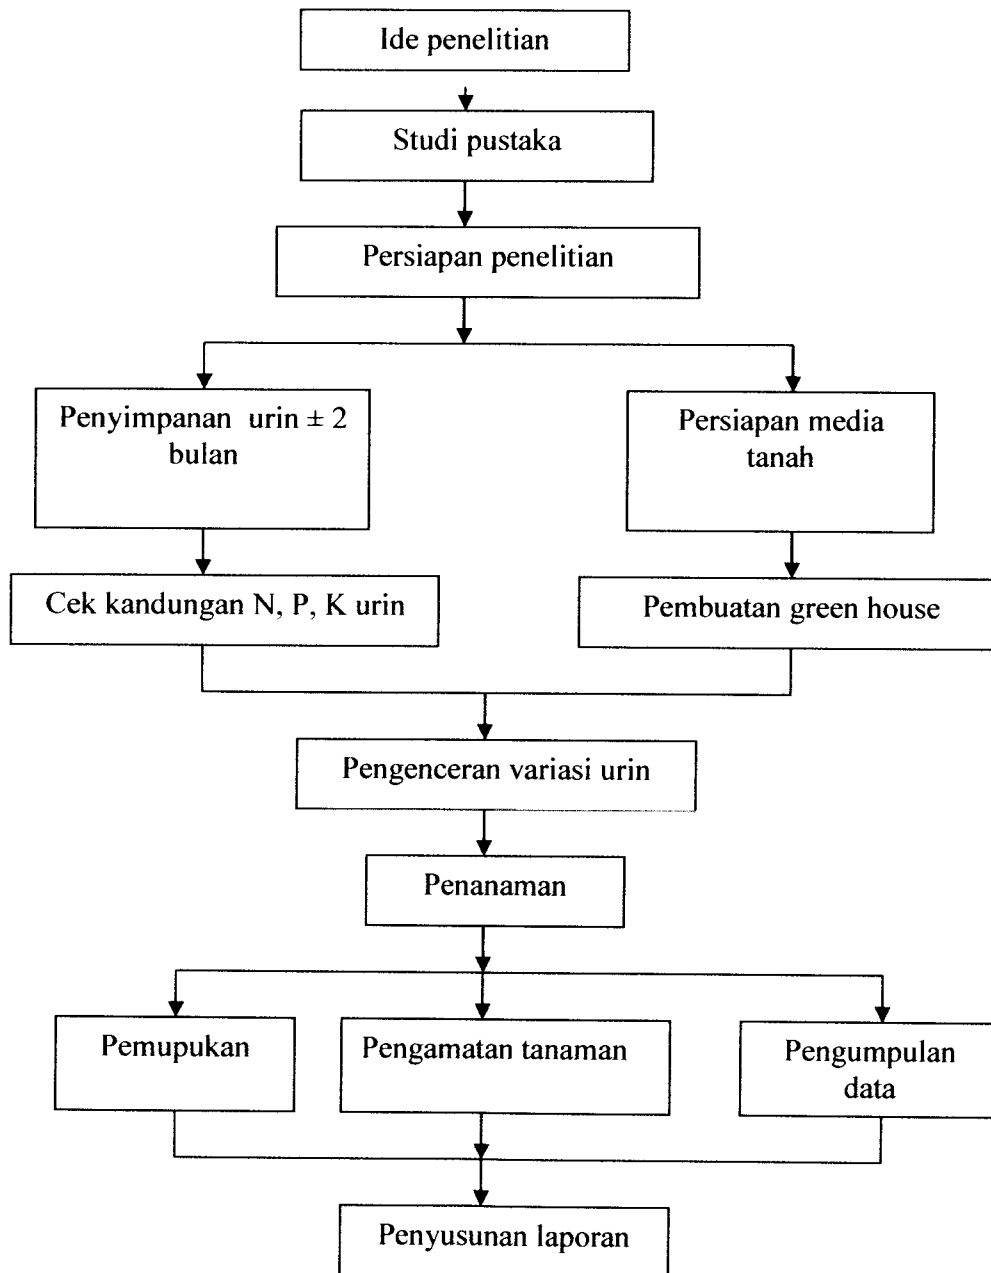 Ide penelitian
Studi pustaka
Persiapan penelitian
Penyimpanan urin ± 2
bulan
Persiapan media
tanah
Cek kandungan N, P, K urin
Pembuatan green house
Pengenceran variasi urin
Penanaman
Pemupukan
Pengamatan tanaman
Pengumpulan
data
Penyusunan laporan